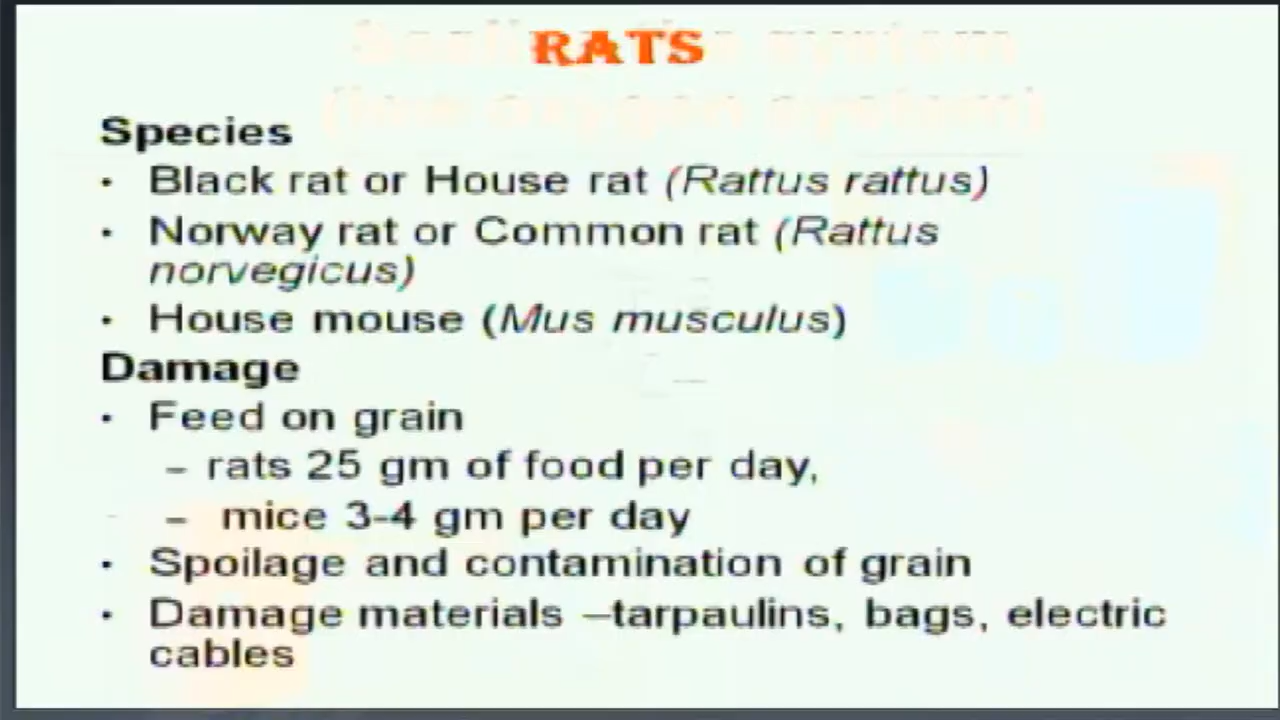 RATS
Species
• Black rat or House rat (Rattus rattus)
• Norway rat or Common rat (Rattus
norvegicus)
• House mouse (Mus musculus)
Damage
• Feed on grain
– rats 25 gm of food per day,
– mice 3-4 gm per day
• Spoilage and contamination of grain
• Damage materials –tarpaulins, bags, electric
cables